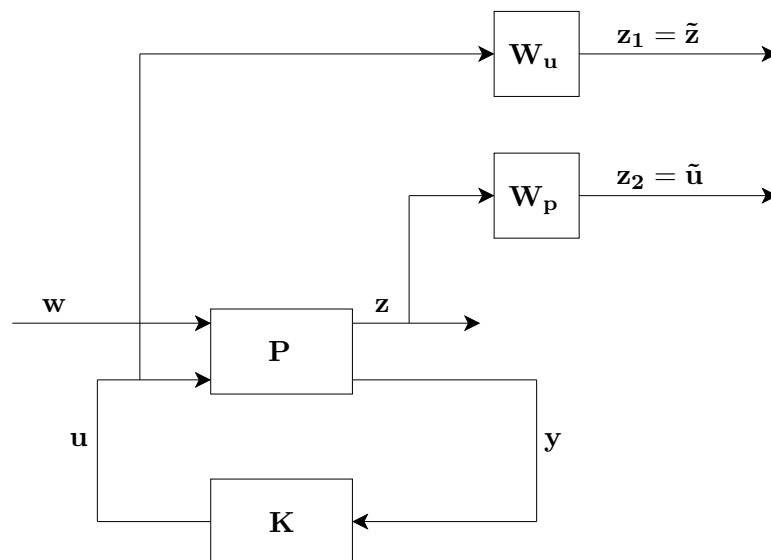 W_u
z_1 = z̃
W_p
z_2 = ũ
w
z
P
u
y
K